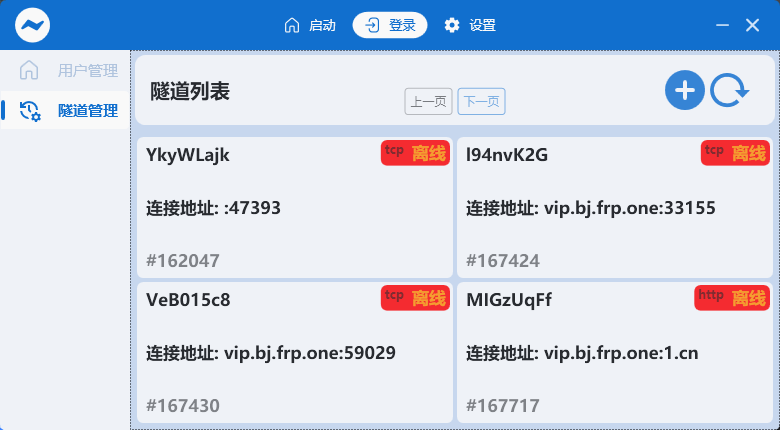 启动 登录 设置
用户管理
隧道管理
隧道列表
上一页 下一页
YkyWLajk tcp 离线
连接地址: :47393
#162047
l94nvK2G tcp 离线
连接地址: vip.bj.frp.one:33155
#167424
VeB015c8 tcp 离线
连接地址: vip.bj.frp.one:59029
#167430
MIGzUqFf http 离线
连接地址: vip.bj.frp.one:1.cn
#167717